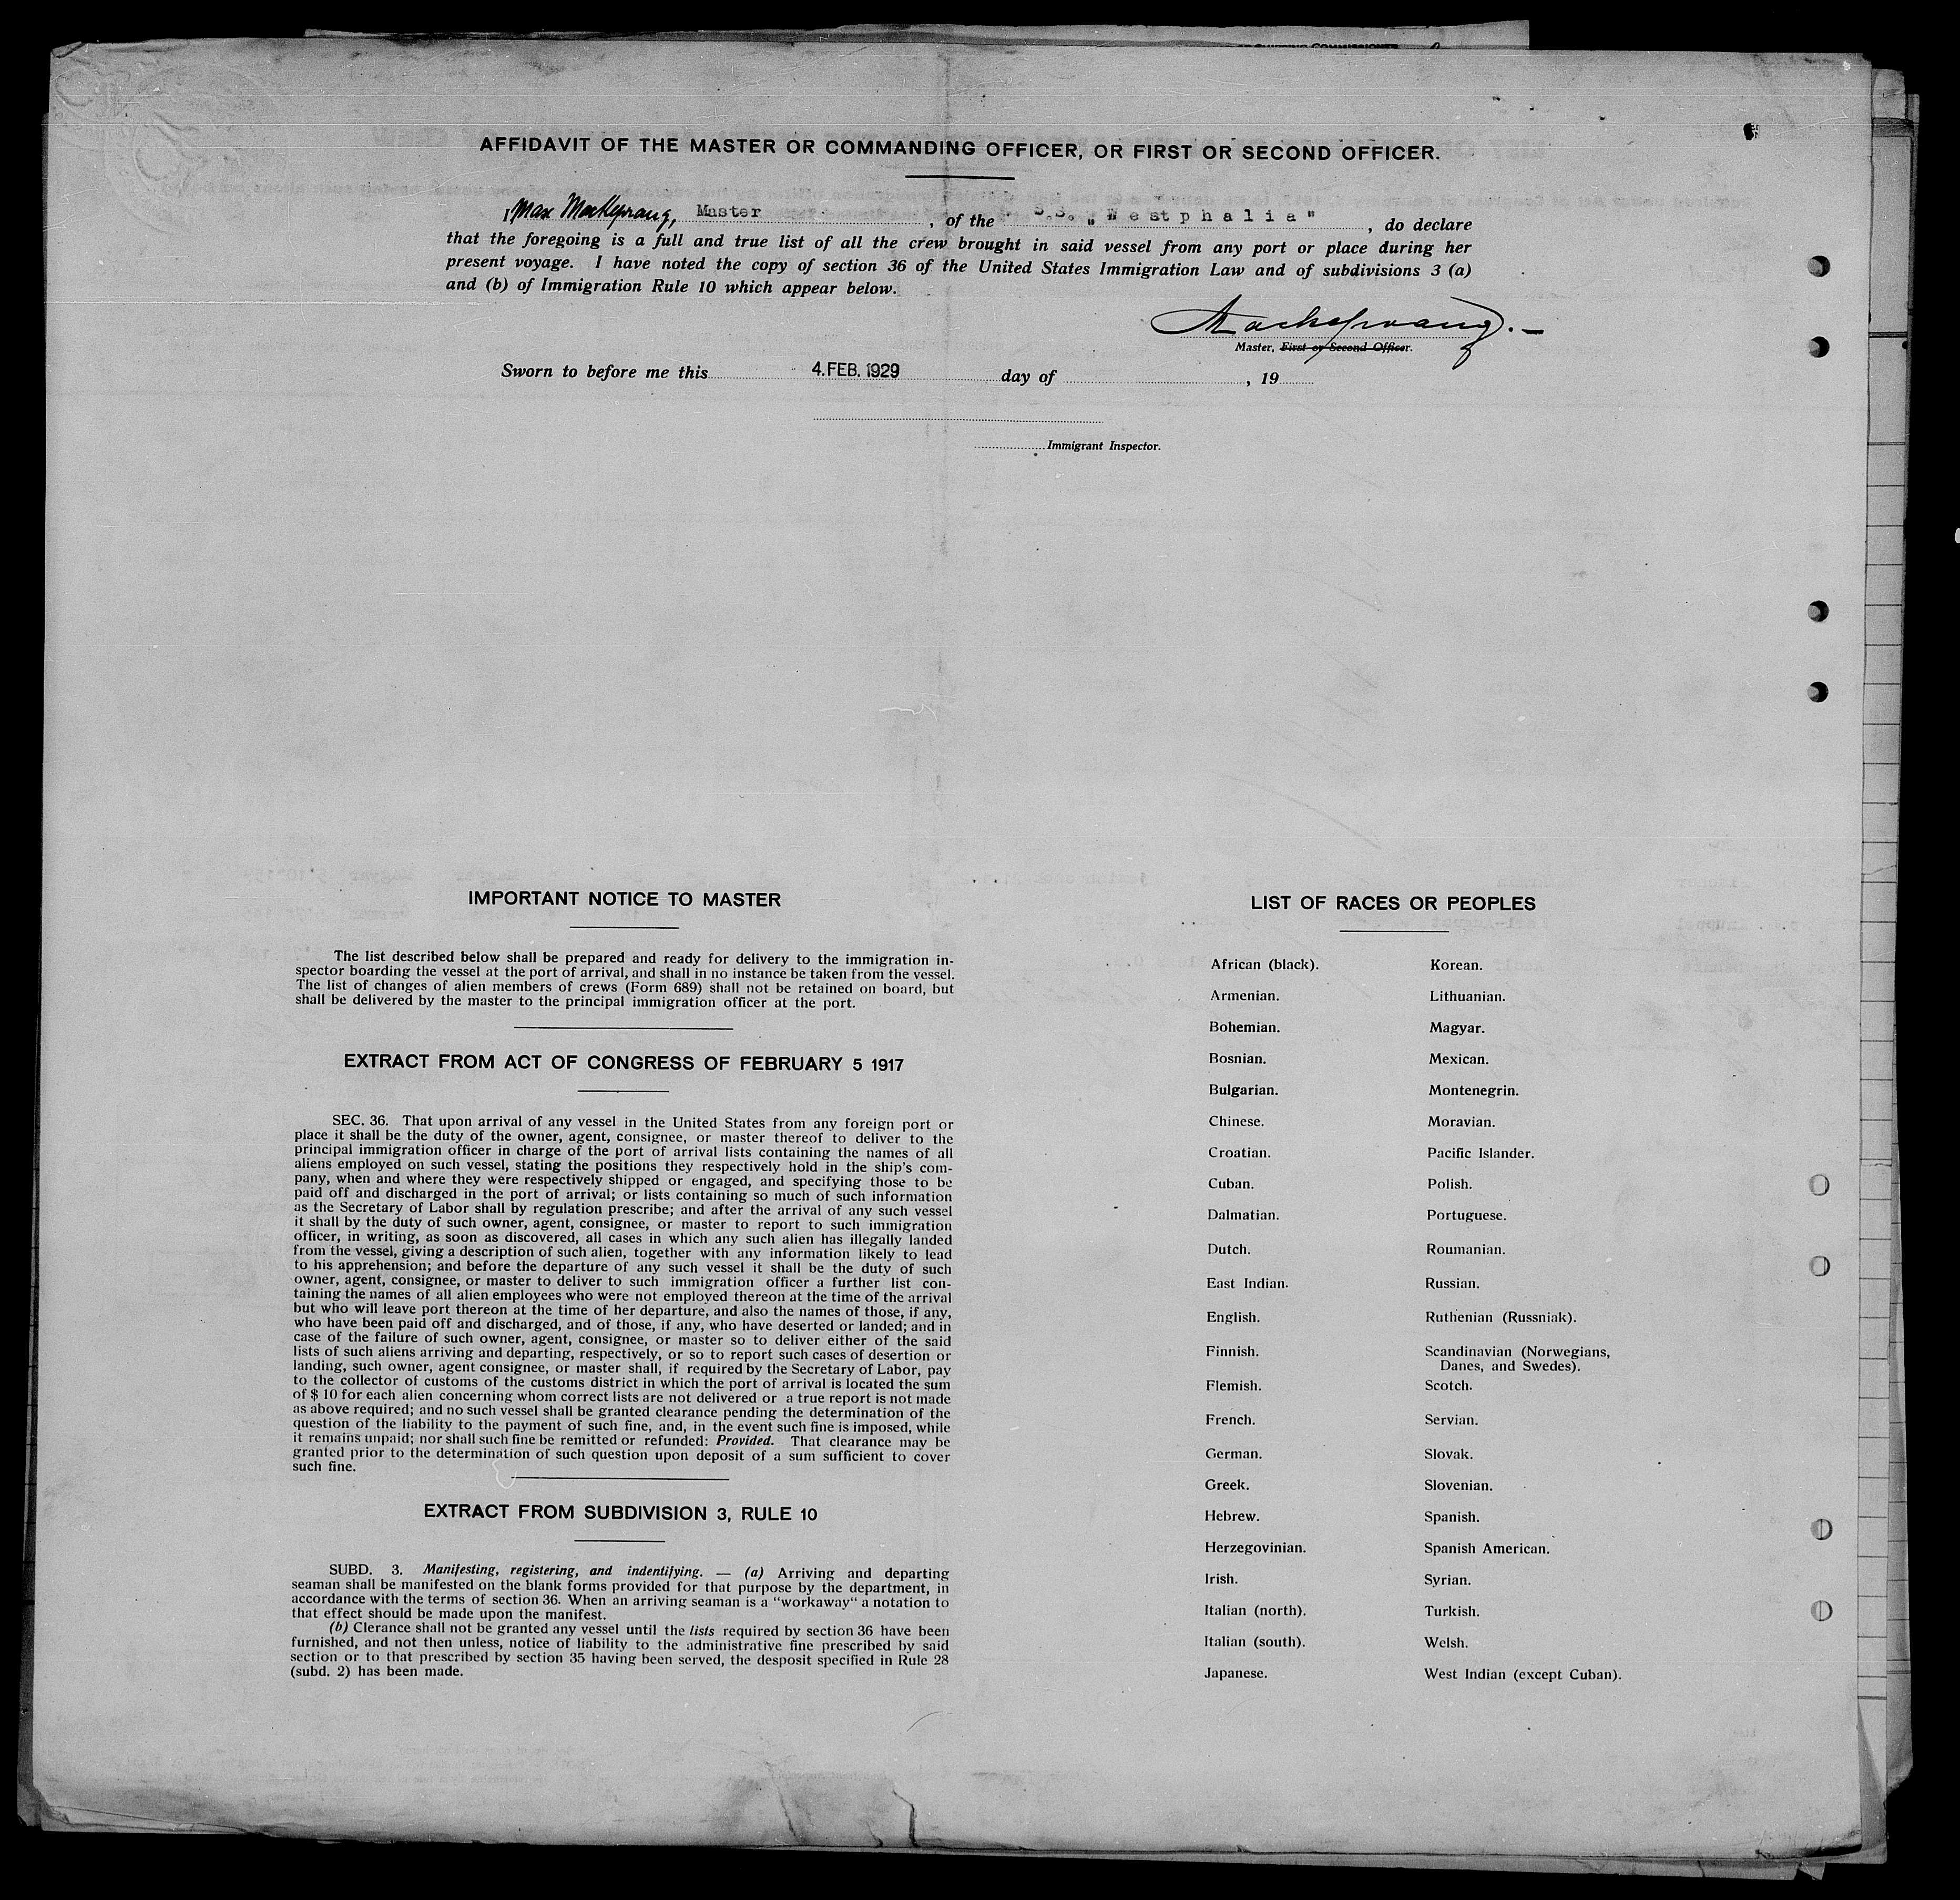 AFFIDAVIT OF THE MASTER OR COMMANDING OFFICER, OR FIRST OR SECOND OFFICER.
I, Max Mackeprang, Master, of the S.S. „Westphalia", do declare
that the foregoing is a full and true list of all the crew brought in said vessel from any port or place during her
present voyage. I have noted the copy of section 36 of the United States Immigration Law and of subdivisions 3 (a)
and (b) of Immigration Rule 10 which appear below.
Mackeprang.-
Master, First or Second Officer.
Sworn to before me this 4. FEB. 1929 day of , 19
Immigrant Inspector.
IMPORTANT NOTICE TO MASTER
The list described below shall be prepared and ready for delivery to the immigration in-
spector boarding the vessel at the port of arrival, and shall in no instance be taken from the vessel.
The list of changes of alien members of crews (Form 689) shall not be retained on board, but
shall be delivered by the master to the principal immigration officer at the port.
EXTRACT FROM ACT OF CONGRESS OF FEBRUARY 5 1917
SEC. 36. That upon arrival of any vessel in the United States from any foreign port or
place it shall be the duty of the owner, agent, consignee, or master thereof to deliver to the
principal immigration officer in charge of the port of arrival lists containing the names of all
aliens employed on such vessel, stating the positions they respectively hold in the ship's com-
pany, when and where they were respectively shipped or engaged, and specifying those to be
paid off and discharged in the port of arrival; or lists containing so much of such information
as the Secretary of Labor shall by regulation prescribe; and after the arrival of any such vessel
it shall by the duty of such owner, agent, consignee, or master to report to such immigration
officer, in writing, as soon as discovered, all cases in which any such alien has illegally landed
from the vessel, giving a description of such alien, together with any information likely to lead
to his apprehension; and before the departure of any such vessel it shall be the duty of such
owner, agent, consignee, or master to deliver to such immigration officer a further list con-
taining the names of all alien employees who were not employed thereon at the time of the arrival
but who will leave port thereon at the time of her departure, and also the names of those, if any,
who have been paid off and discharged, and of those, if any, who have deserted or landed; and in
case of the failure of such owner, agent, consignee, or master so to deliver either of the said
lists of such aliens arriving and departing, respectively, or so to report such cases of desertion or
landing, such owner, agent consignee, or master shall, if required by the Secretary of Labor, pay
to the collector of customs of the customs district in which the port of arrival is located the sum
of $ 10 for each alien concerning whom correct lists are not delivered or a true report is not made
as above required; and no such vessel shall be granted clearance pending the determination of the
question of the liability to the payment of such fine, and, in the event such fine is imposed, while
it remains unpaid; nor shall such fine be remitted or refunded: Provided. That clearance may be
granted prior to the determination of such question upon deposit of a sum sufficient to cover
such fine.
EXTRACT FROM SUBDIVISION 3, RULE 10
SUBD. 3. Manifesting, registering, and indentifying. — (a) Arriving and departing
seaman shall be manifested on the blank forms provided for that purpose by the department, in
accordance with the terms of section 36. When an arriving seaman is a "workaway" a notation to
that effect should be made upon the manifest.
(b) Clerance shall not be granted any vessel until the lists required by section 36 have been
furnished, and not then unless, notice of liability to the administrative fine prescribed by said
section or to that prescribed by section 35 having been served, the desposit specified in Rule 28
(subd. 2) has been made.
LIST OF RACES OR PEOPLES
African (black). Korean.
Armenian. Lithuanian.
Bohemian. Magyar.
Bosnian. Mexican.
Bulgarian. Montenegrin.
Chinese. Moravian.
Croatian. Pacific Islander.
Cuban. Polish.
Dalmatian. Portuguese.
Dutch. Roumanian.
East Indian. Russian.
English. Ruthenian (Russniak).
Finnish. Scandinavian (Norwegians,
Danes, and Swedes).
Flemish. Scotch.
French. Servian.
German. Slovak.
Greek. Slovenian.
Hebrew. Spanish.
Herzegovinian. Spanish American.
Irish. Syrian.
Italian (north). Turkish.
Italian (south). Welsh.
Japanese. West Indian (except Cuban).